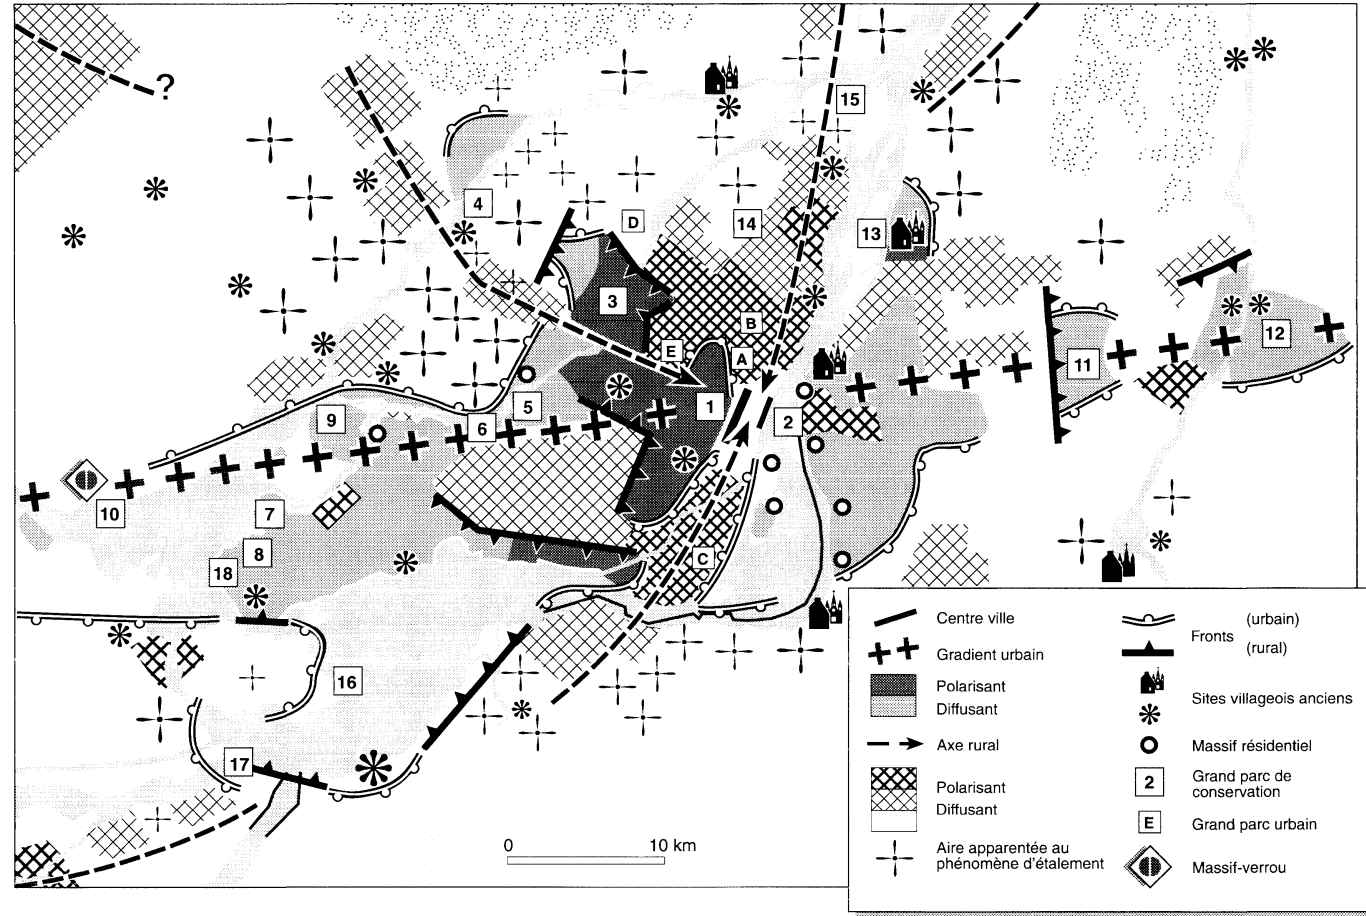 ?
15
4
D
14
13
3
B
12
E
A
11
1
5
2
9
6
10
7
8
C
18
16
17
0
10 km
Centre ville
Gradient urbain
Polarisant
Diffusant
Axe rural
Polarisant
Diffusant
Aire apparentée au
phénomène d'étalement
(urbain)
Fronts
(rural)
Sites villageois anciens
Massif résidentiel
2
Grand parc de
conservation
E
Grand parc urbain
Massif-verrou